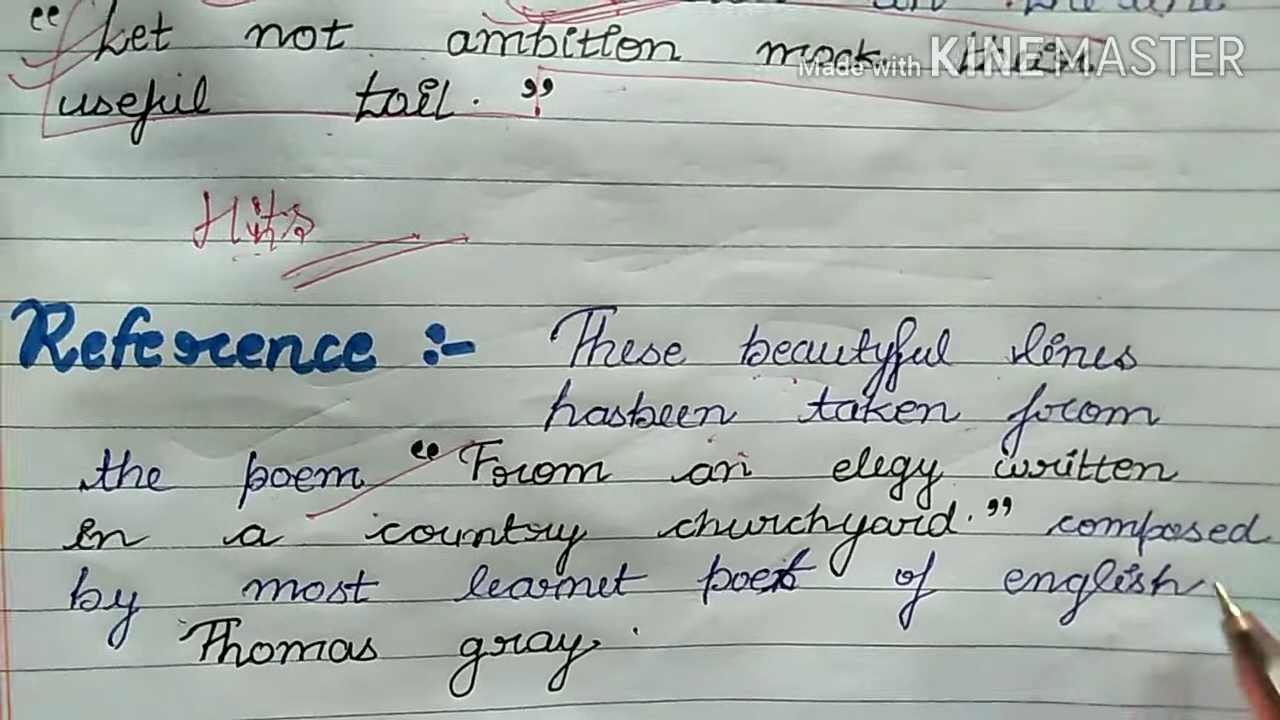 “ Let not ambition mock their
Made with KINEMASTER
useful toil. ”
Hits
Reference :- These beautyful lines
hasbeen taken from
the poem “ From an elegy written
in a country churchyard. ” composed
by most learnet poet of english
Thomas gray.